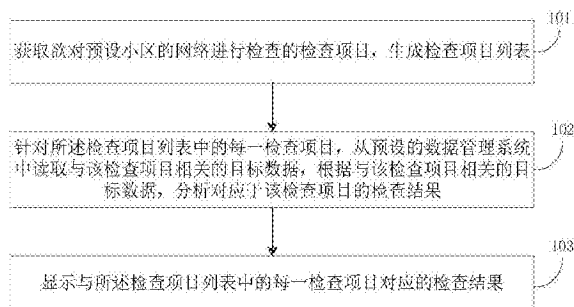 101
获取欲对预设小区的网络进行检查的检查项目，生成检查项目列表
102
针对所述检查项目列表中的每一检查项目，从预设的数据管理系统
中读取与该检查项目相关的目标数据，根据与该检查项目相关的目
标数据，分析对应于该检查项目的检查结果
103
显示与所述检查项目列表中的每一检查项目对应的检查结果